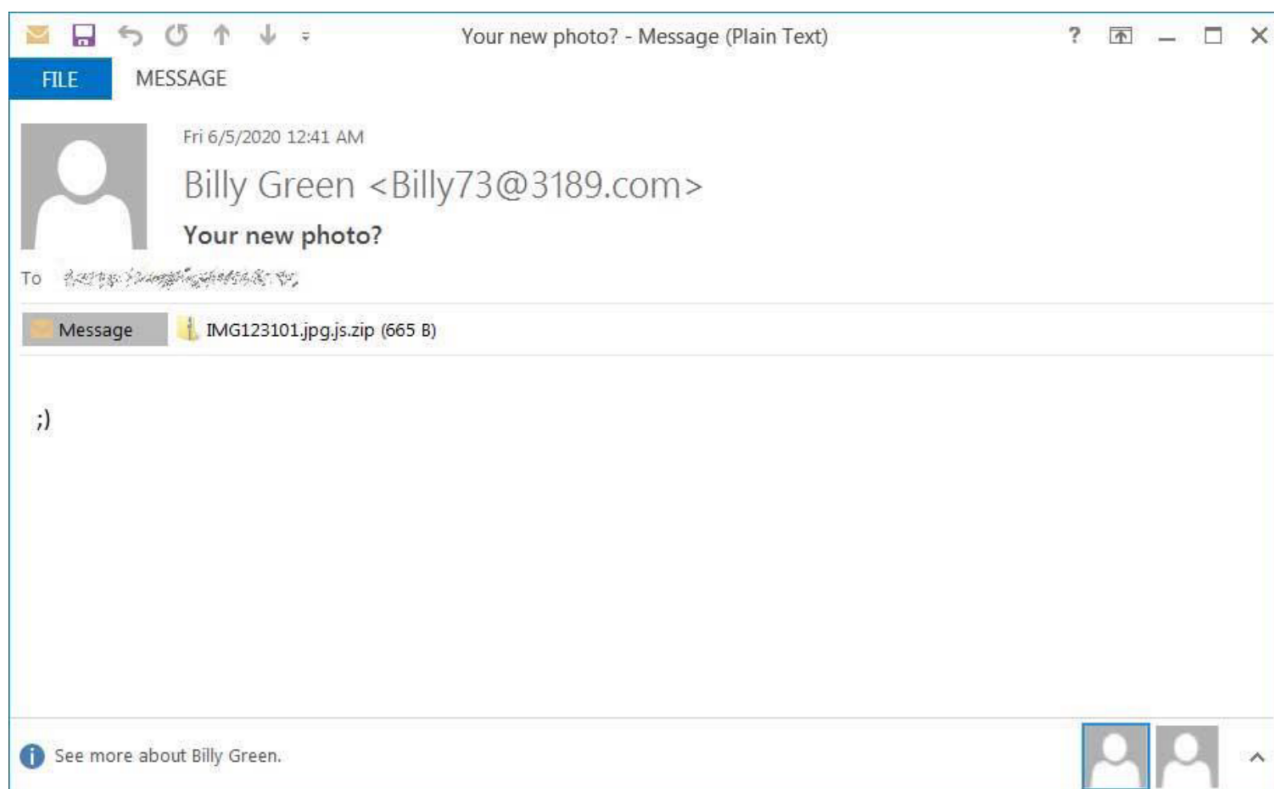 Your new photo? - Message (Plain Text)
?
FILE MESSAGE
Fri 6/5/2020 12:41 AM
Billy Green <Billy73@3189.com>
Your new photo?
To
Message IMG123101.jpg.js.zip (665 B)
;)
See more about Billy Green.